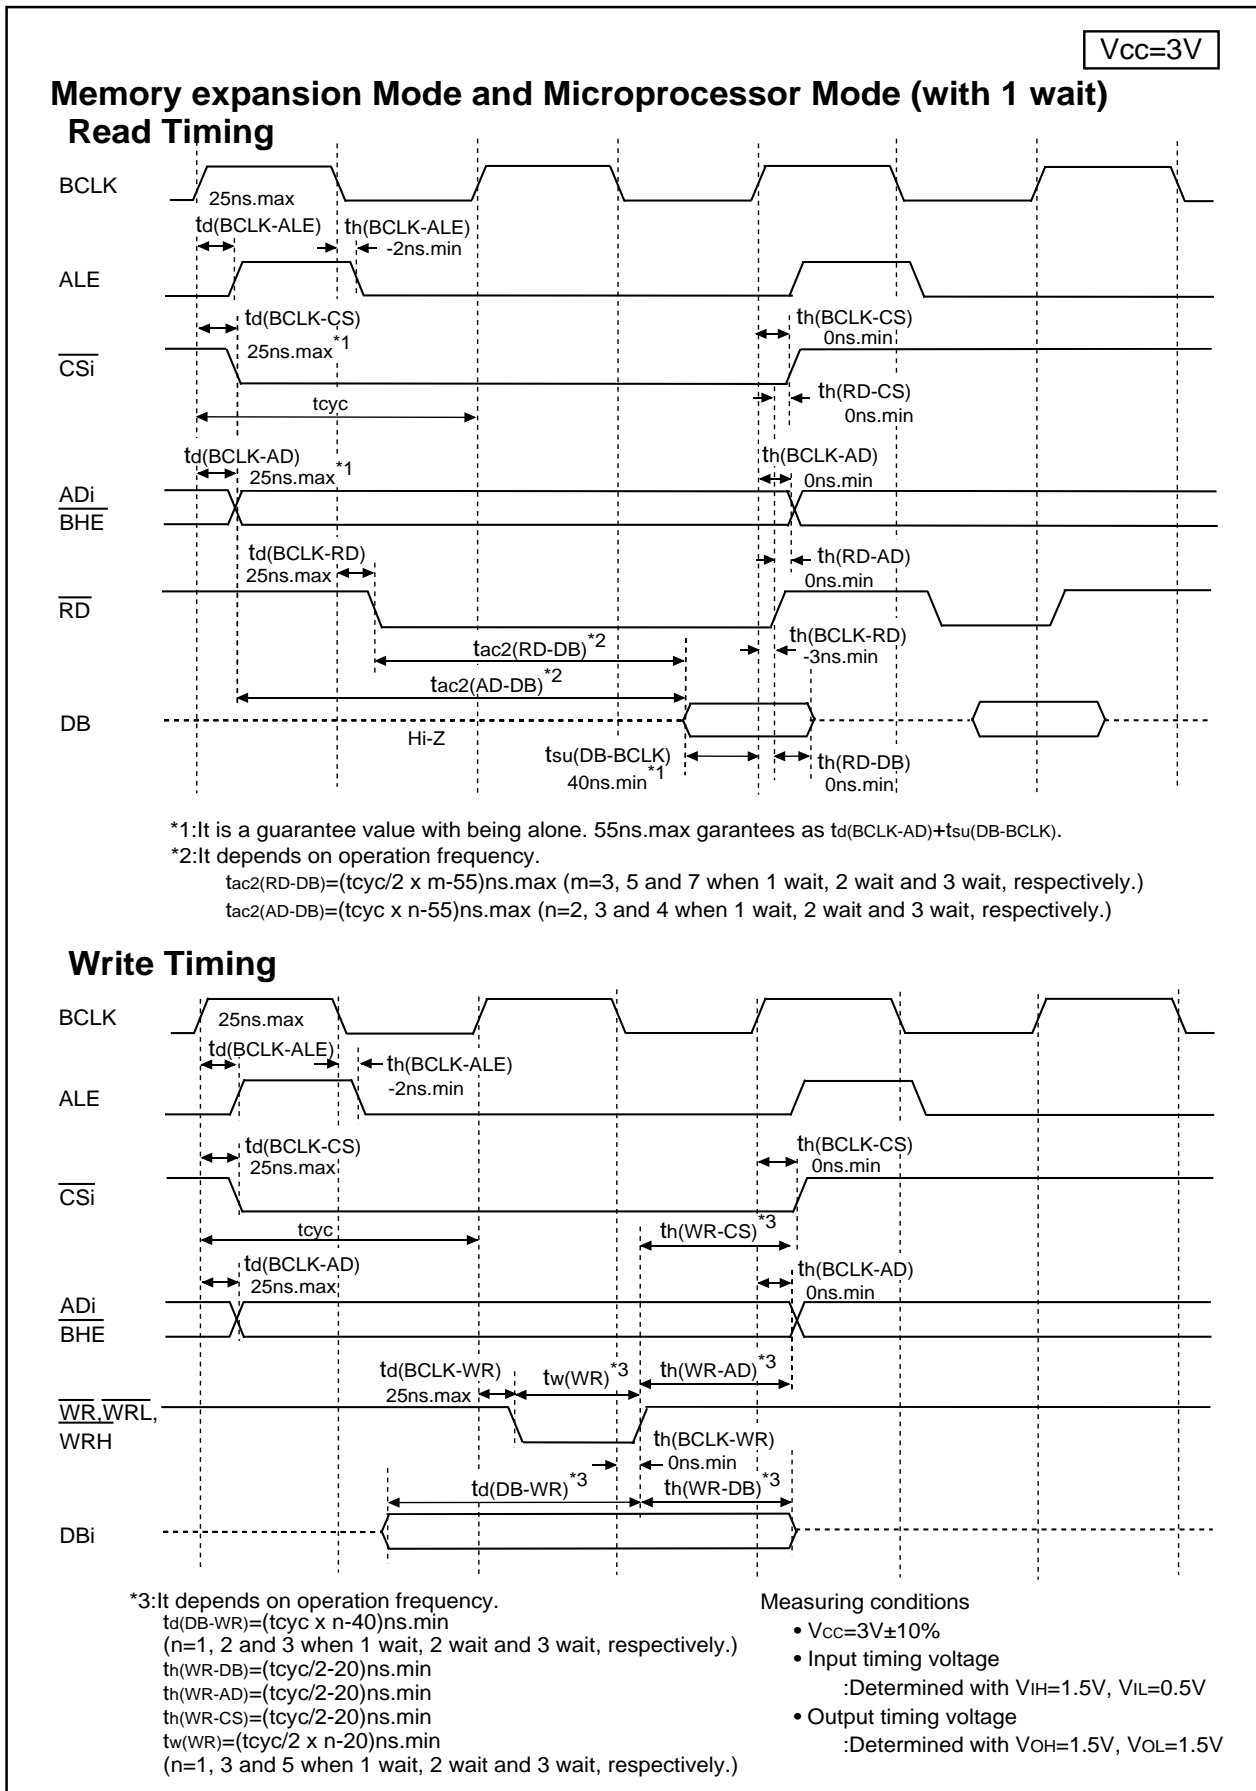 Vcc=3V
Memory expansion Mode and Microprocessor Mode (with 1 wait)
Read Timing
BCLK
25ns.max
td(BCLK-ALE)
th(BCLK-ALE)
-2ns.min
ALE
td(BCLK-CS)
25ns.max*1
th(BCLK-CS)
0ns.min
CSi
tcyc
th(RD-CS)
0ns.min
td(BCLK-AD)
25ns.max*1
th(BCLK-AD)
0ns.min
ADi
BHE
td(BCLK-RD)
25ns.max
th(RD-AD)
0ns.min
RD
tac2(RD-DB)*2
th(BCLK-RD)
-3ns.min
tac2(AD-DB)*2
DB
Hi-Z
tsu(DB-BCLK)
40ns.min*1
th(RD-DB)
0ns.min
*1:It is a guarantee value with being alone. 55ns.max garantees as td(BCLK-AD)+tsu(DB-BCLK).
*2:It depends on operation frequency.
tac2(RD-DB)=(tcyc/2 x m-55)ns.max (m=3, 5 and 7 when 1 wait, 2 wait and 3 wait, respectively.)
tac2(AD-DB)=(tcyc x n-55)ns.max (n=2, 3 and 4 when 1 wait, 2 wait and 3 wait, respectively.)
Write Timing
BCLK
25ns.max
td(BCLK-ALE)
th(BCLK-ALE)
-2ns.min
ALE
td(BCLK-CS)
25ns.max
th(BCLK-CS)
0ns.min
CSi
tcyc
th(WR-CS)*3
td(BCLK-AD)
25ns.max
th(BCLK-AD)
0ns.min
ADi
BHE
td(BCLK-WR)
25ns.max
tw(WR)*3
th(WR-AD)*3
WR,WRL,
WRH
th(BCLK-WR)
0ns.min
td(DB-WR)*3
th(WR-DB)*3
DBi
*3:It depends on operation frequency.
td(DB-WR)=(tcyc x n-40)ns.min
(n=1, 2 and 3 when 1 wait, 2 wait and 3 wait, respectively.)
th(WR-DB)=(tcyc/2-20)ns.min
th(WR-AD)=(tcyc/2-20)ns.min
th(WR-CS)=(tcyc/2-20)ns.min
tw(WR)=(tcyc/2 x n-20)ns.min
(n=1, 3 and 5 when 1 wait, 2 wait and 3 wait, respectively.)
Measuring conditions
• VCC=3V±10%
• Input timing voltage
:Determined with VIH=1.5V, VIL=0.5V
• Output timing voltage
:Determined with VOH=1.5V, VOL=1.5V